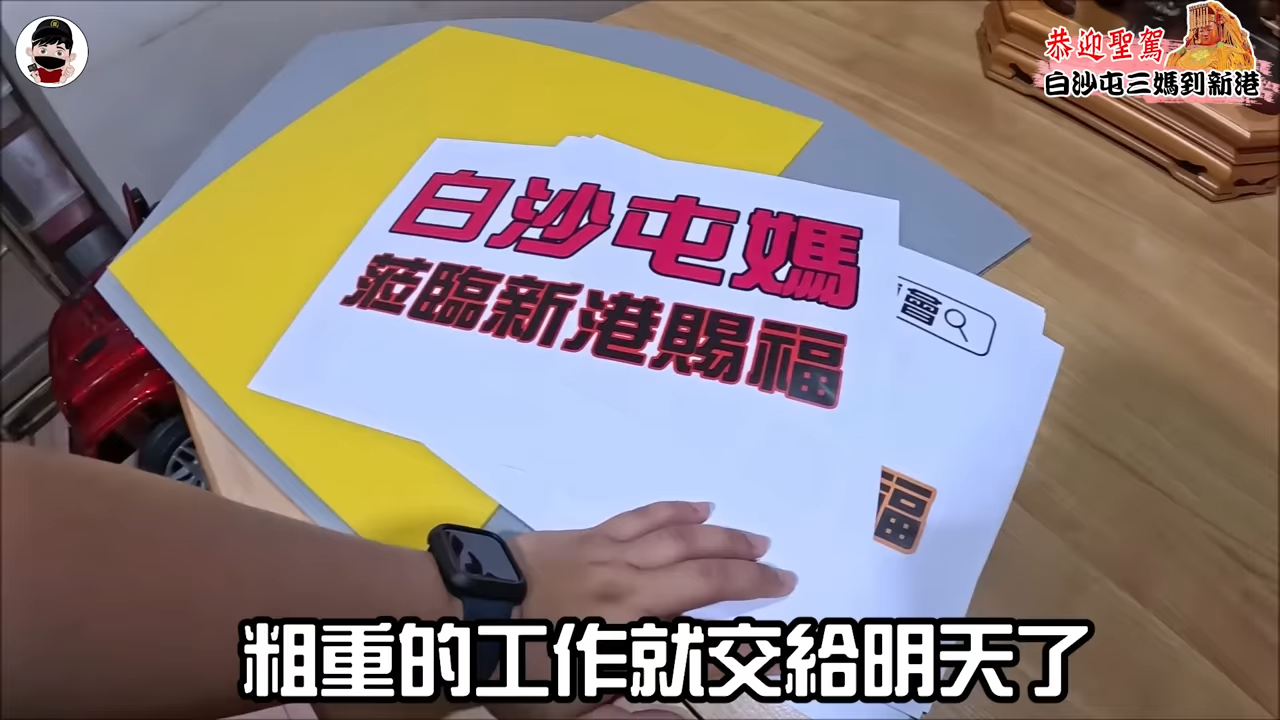 恭迎聖駕
白沙屯三媽到新港
白沙屯媽
蒞臨新港賜福
會
福
粗重的工作就交給明天了